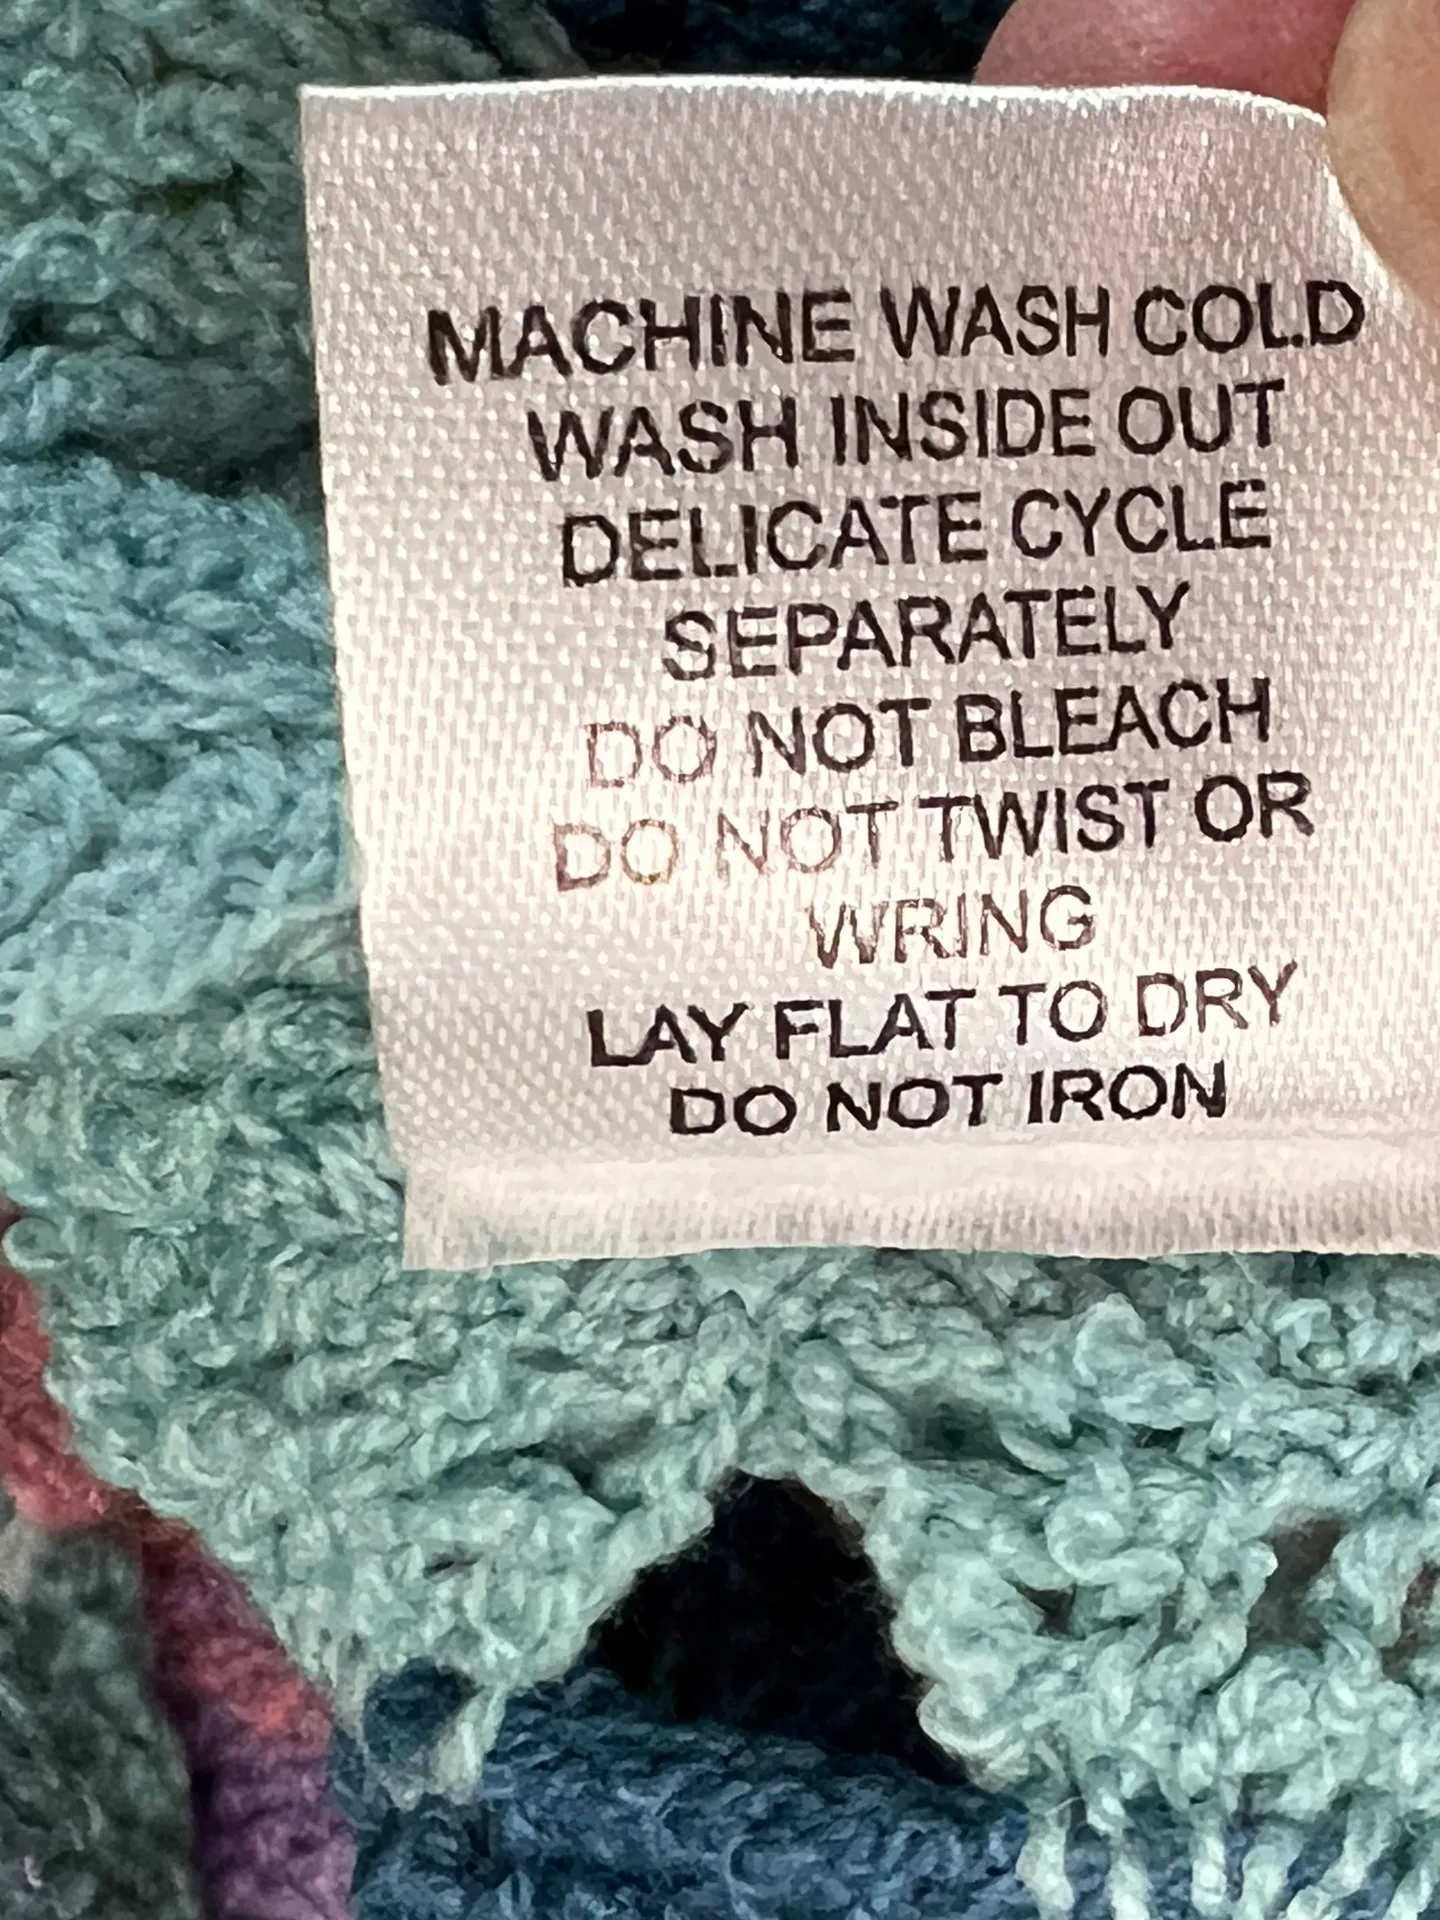 MACHINE WASH COLD
WASH INSIDE OUT
DELICATE CYCLE
SEPARATELY
DO NOT BLEACH
DO NOT TWIST OR
WRING
LAY FLAT TO DRY
DO NOT IRON